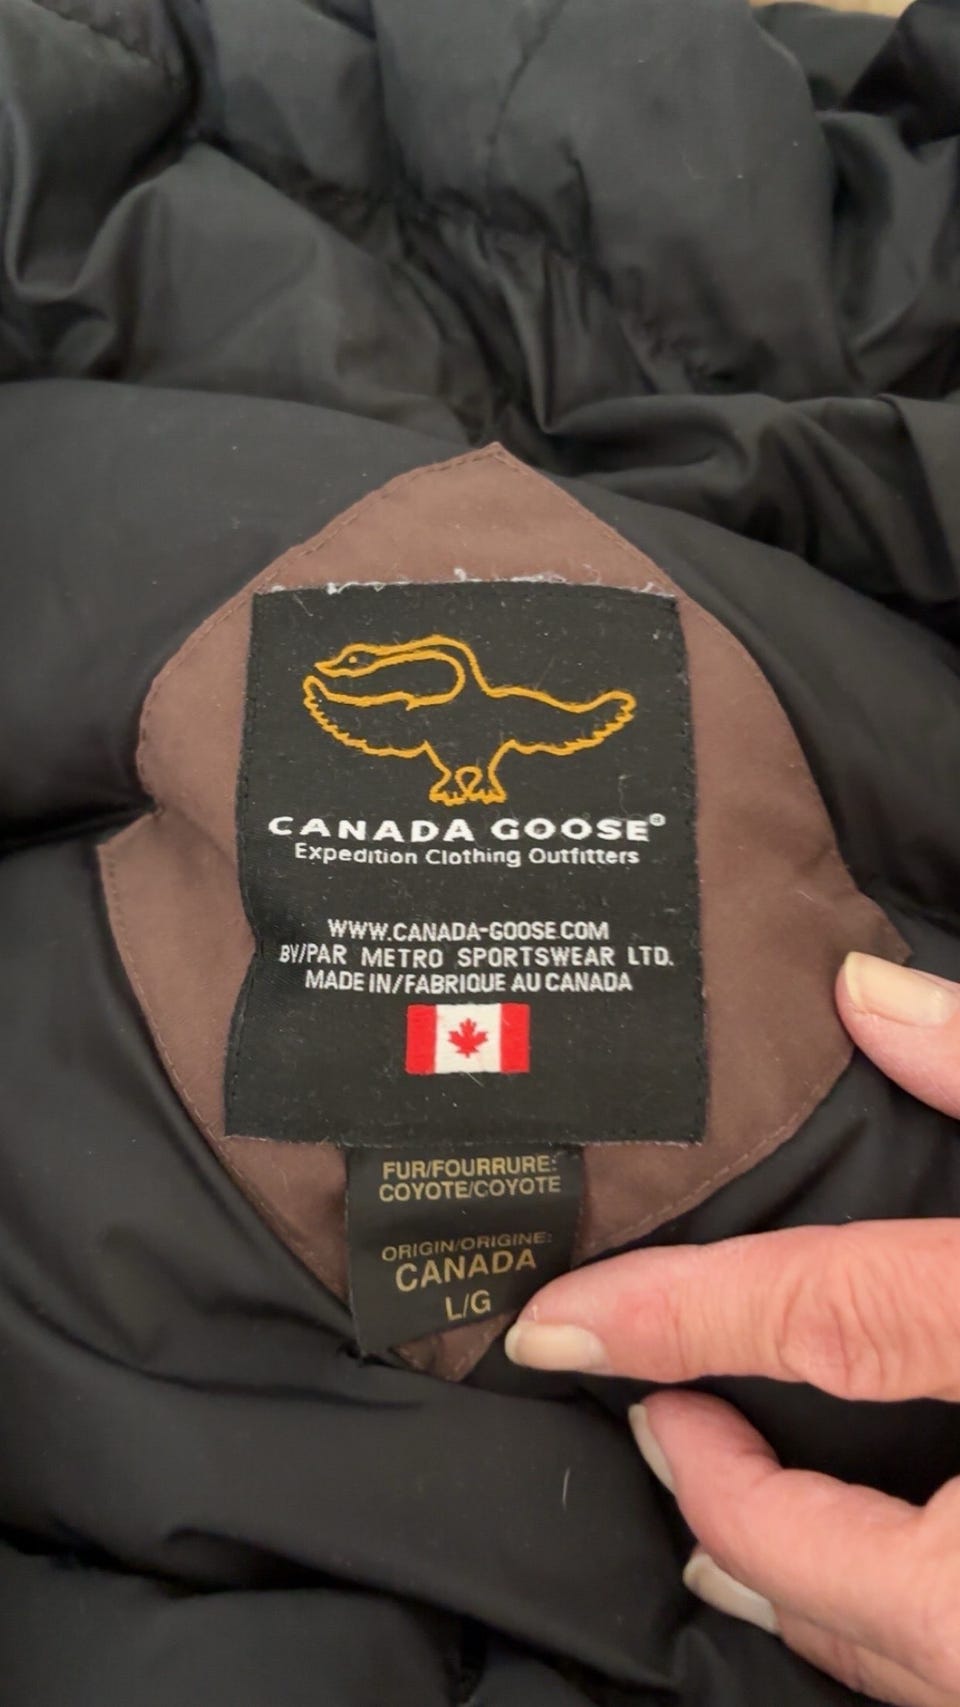 CANADA GOOSE®
Expedition Clothing Outfitters
WWW.CANADA-GOOSE.COM
BY/PAR METRO SPORTSWEAR LTD.
MADE IN/FABRIQUE AU CANADA
FUR/FOURRURE:
COYOTE/COYOTE
ORIGIN/ORIGINE:
CANADA
L/G